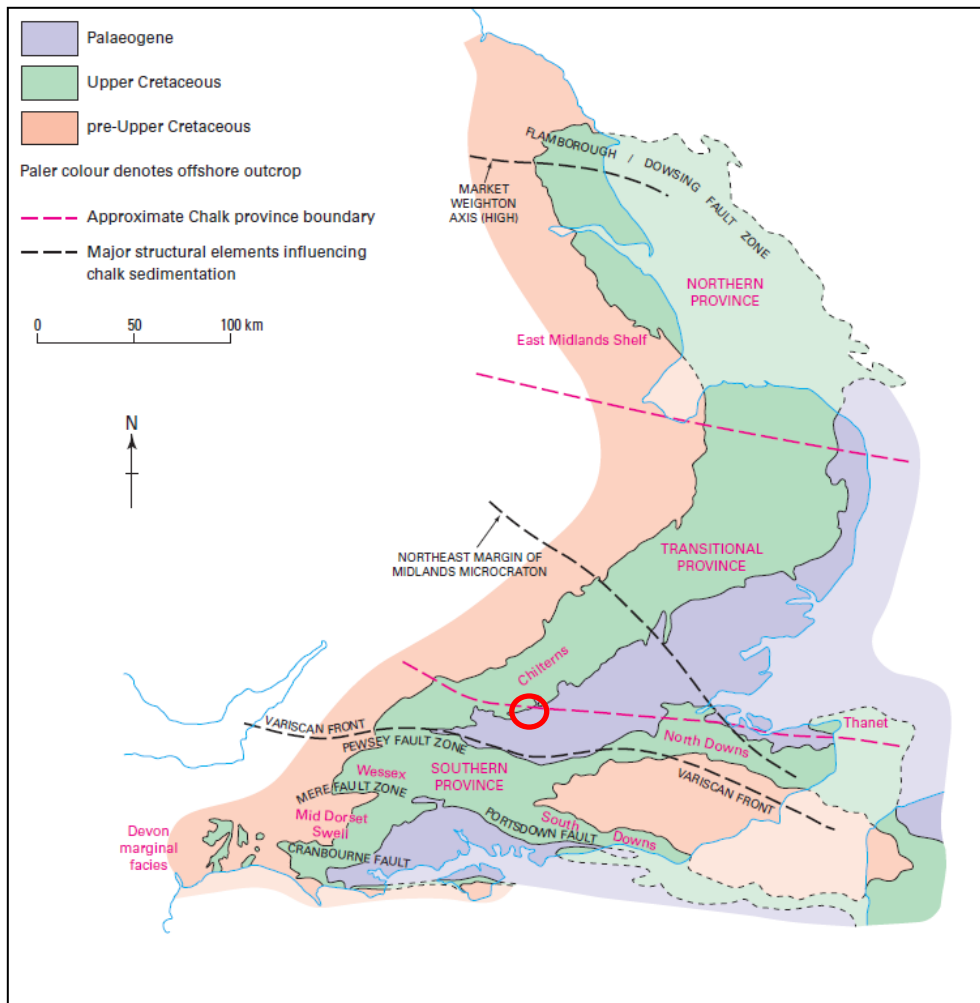 Palaeogene
Upper Cretaceous
pre-Upper Cretaceous
Paler colour denotes offshore outcrop
Approximate Chalk province boundary
Major structural elements influencing
chalk sedimentation
0 50 100 km
N
FLAMBOROUGH / DOWSING FAULT ZONE
MARKET
WEIGHTON
AXIS (HIGH)
NORTHERN
PROVINCE
East Midlands Shelf
NORTHEAST MARGIN OF
MIDLANDS MICROCRATON
TRANSITIONAL
PROVINCE
Chilterns
VARISCAN FRONT
PEWSEY FAULT ZONE
Thanet
North Downs
VARISCAN FRONT
Wessex
SOUTHERN
PROVINCE
MERE FAULT ZONE
Mid Dorset
Swell
PORTSDOWN FAULT
South Downs
Devon
marginal
facies
CRANBOURNE FAULT